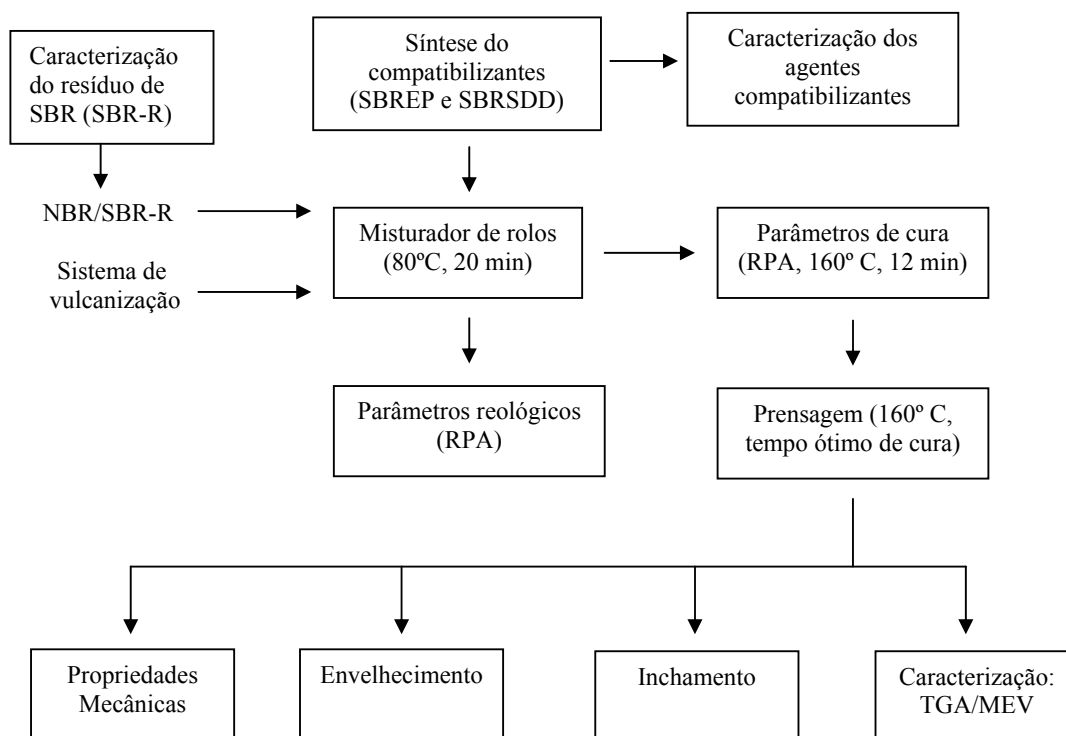 Caracterização
do resíduo de
SBR (SBR-R)
Síntese do
compatibilizantes
(SBREP e SBRSDD)
Caracterização dos
agentes
compatibilizantes
NBR/SBR-R
Sistema de
vulcanização
Misturador de rolos
(80ºC, 20 min)
Parâmetros de cura
(RPA, 160º C, 12 min)
Parâmetros reológicos
(RPA)
Prensagem (160º C,
tempo ótimo de cura)
Propriedades
Mecânicas
Envelhecimento
Inchamento
Caracterização:
TGA/MEV